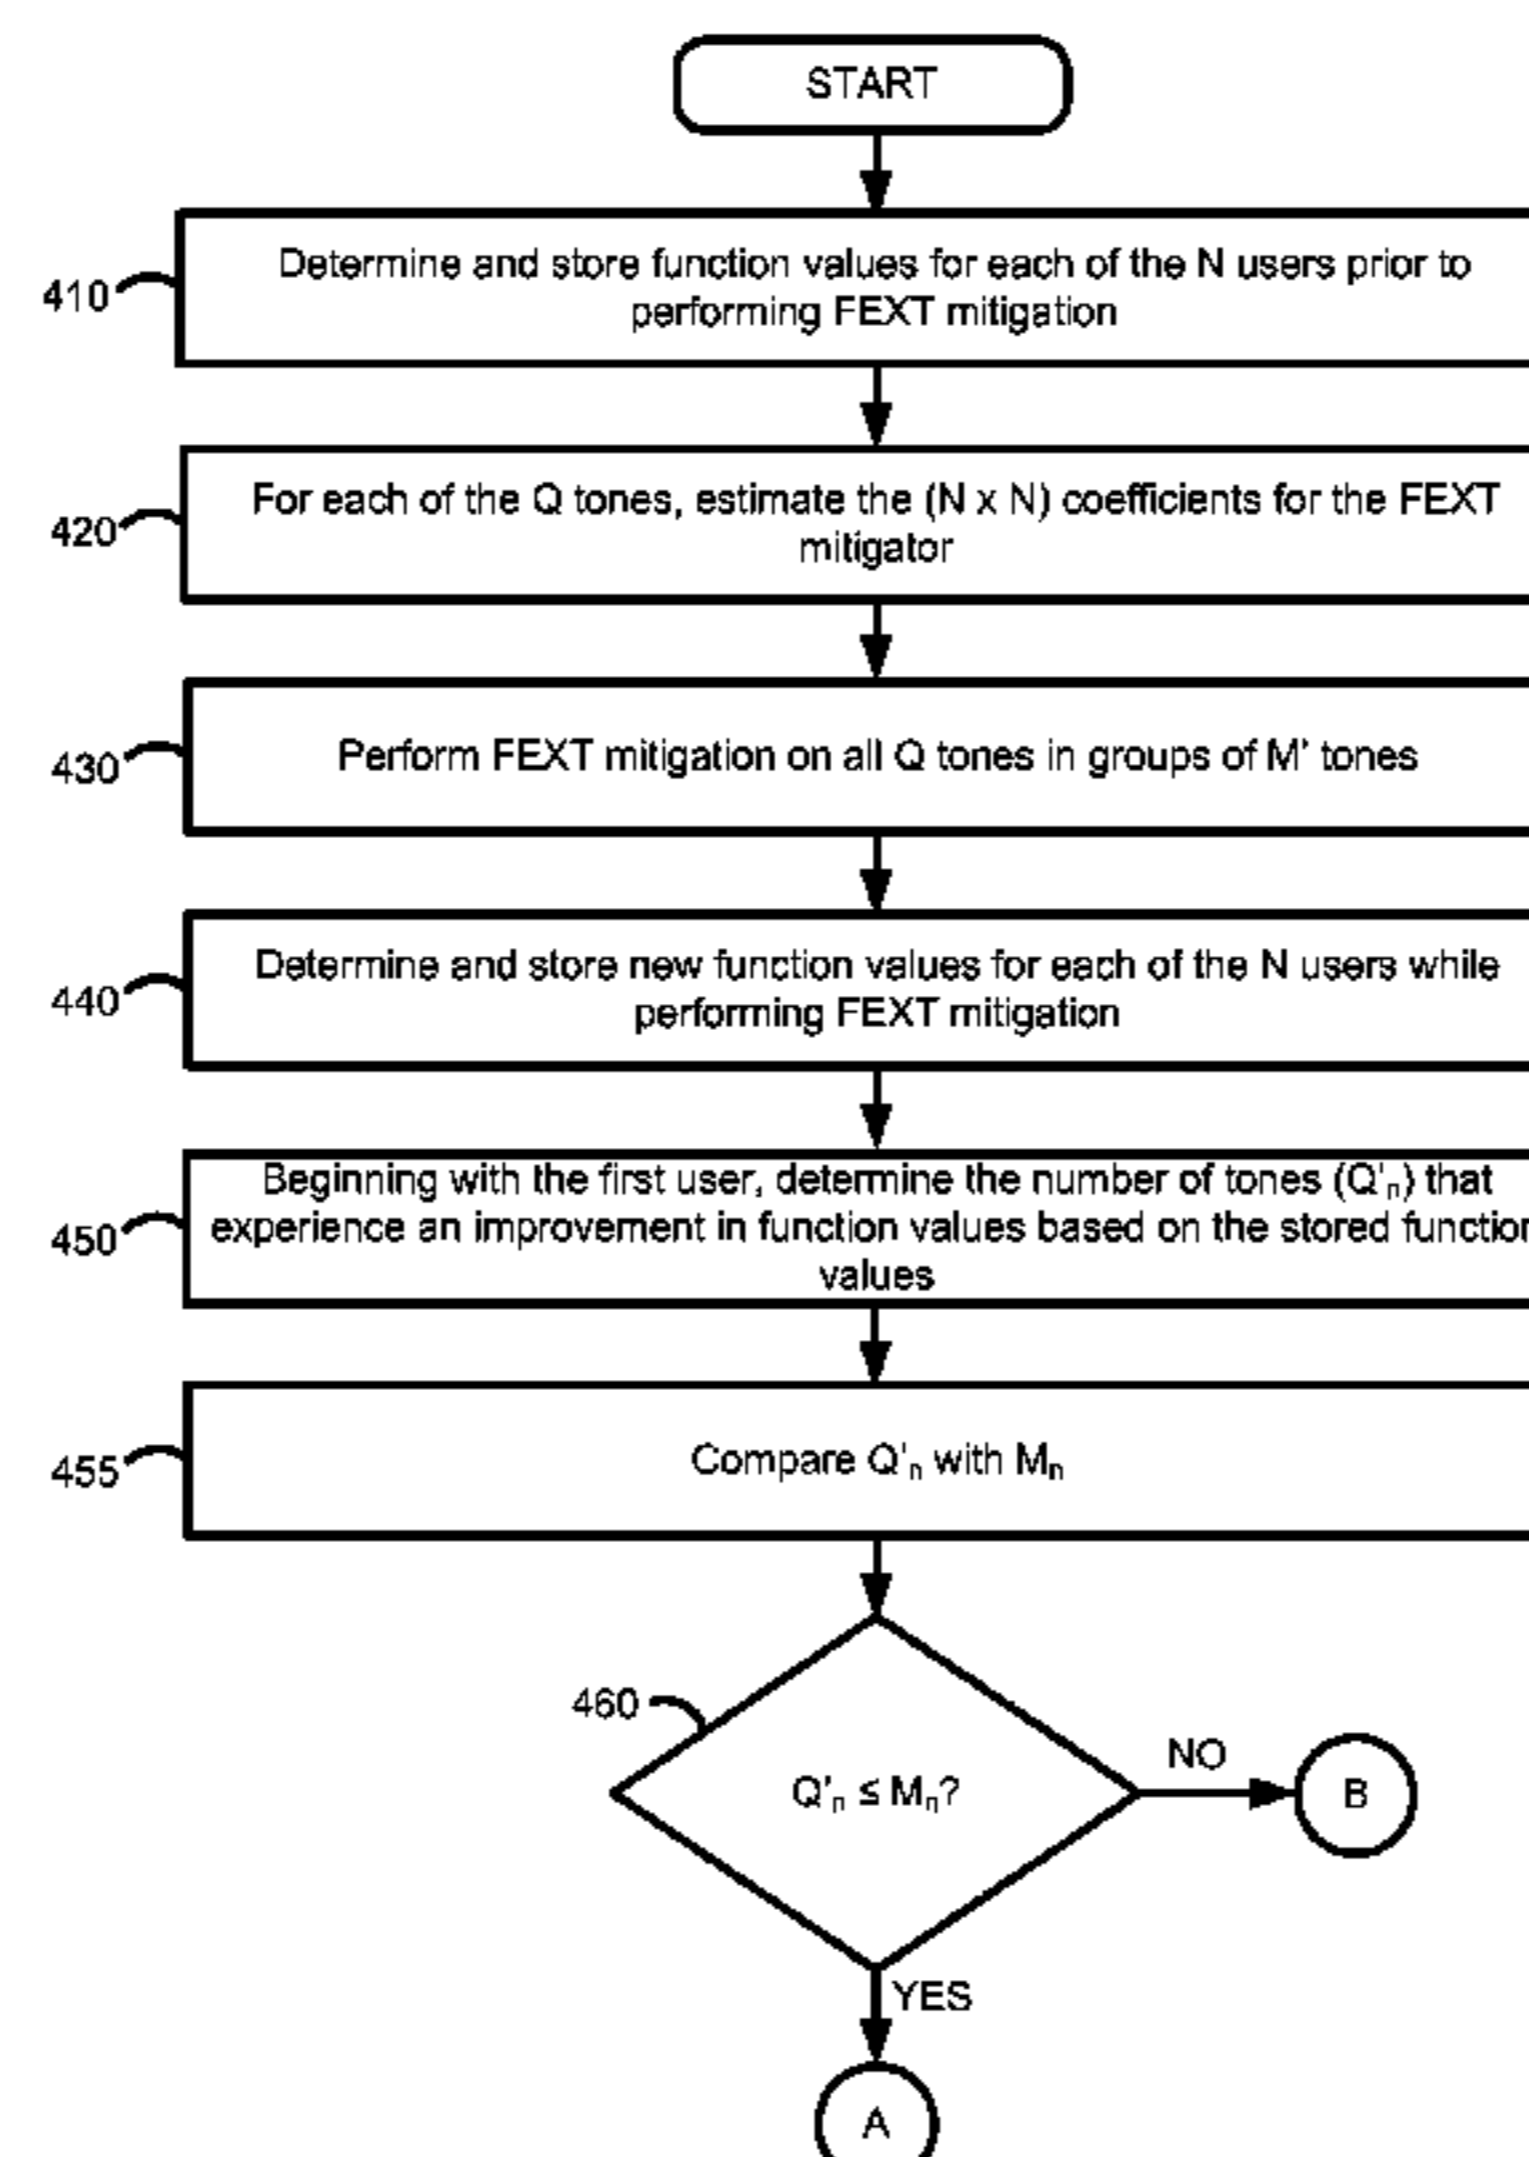 START
410
Determine and store function values for each of the N users prior to
performing FEXT mitigation
420
For each of the Q tones, estimate the (N x N) coefficients for the FEXT
mitigator
430
Perform FEXT mitigation on all Q tones in groups of M' tones
440
Determine and store new function values for each of the N users while
performing FEXT mitigation
450
Beginning with the first user, determine the number of tones (Q'n) that
experience an improvement in function values based on the stored function
values
455
Compare Q'n with Mn
460
Q'n ≤ Mn?
NO
B
YES
A